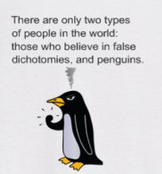 There are only two types
of people in the world:
those who believe in false
dichotomies, and penguins.